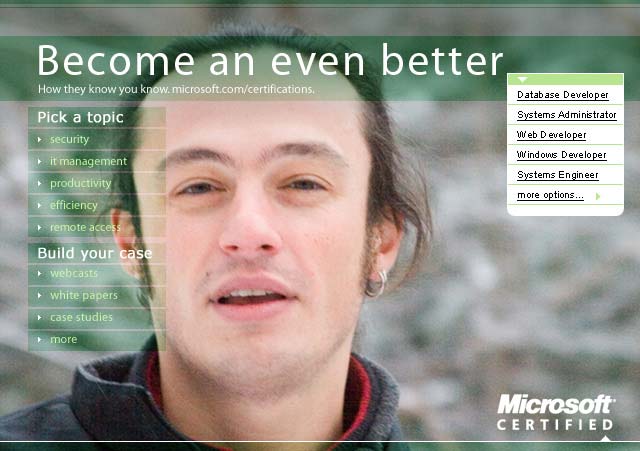 Become an even better
How they know you know. microsoft.com/certifications.
Pick a topic
security
it management
productivity
efficiency
remote access
Build your case
webcasts
white papers
case studies
more
Database Developer
Systems Administrator
Web Developer
Windows Developer
Systems Engineer
more options...
Microsoft
CERTIFIED